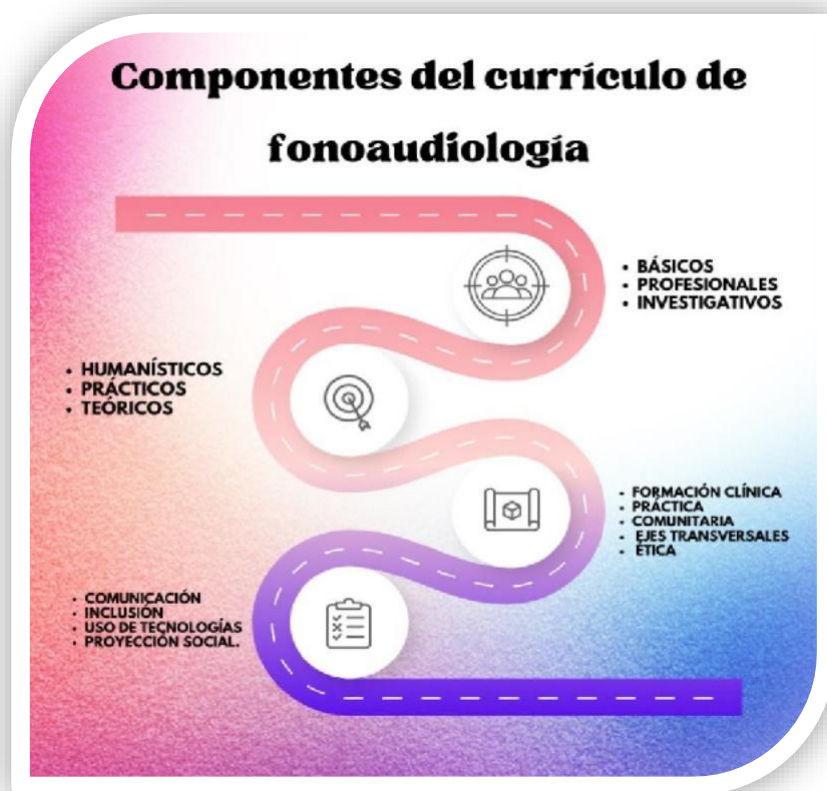 Componentes del currículo de
fonoaudiología
• BÁSICOS
• PROFESIONALES
• INVESTIGATIVOS
• HUMANÍSTICOS
• PRÁCTICOS
• TEÓRICOS
• FORMACIÓN CLÍNICA
• PRÁCTICA
• COMUNITARIA
• EJES TRANSVERSALES
• ÉTICA
• COMUNICACIÓN
• INCLUSIÓN
• USO DE TECNOLOGÍAS
• PROYECCIÓN SOCIAL.